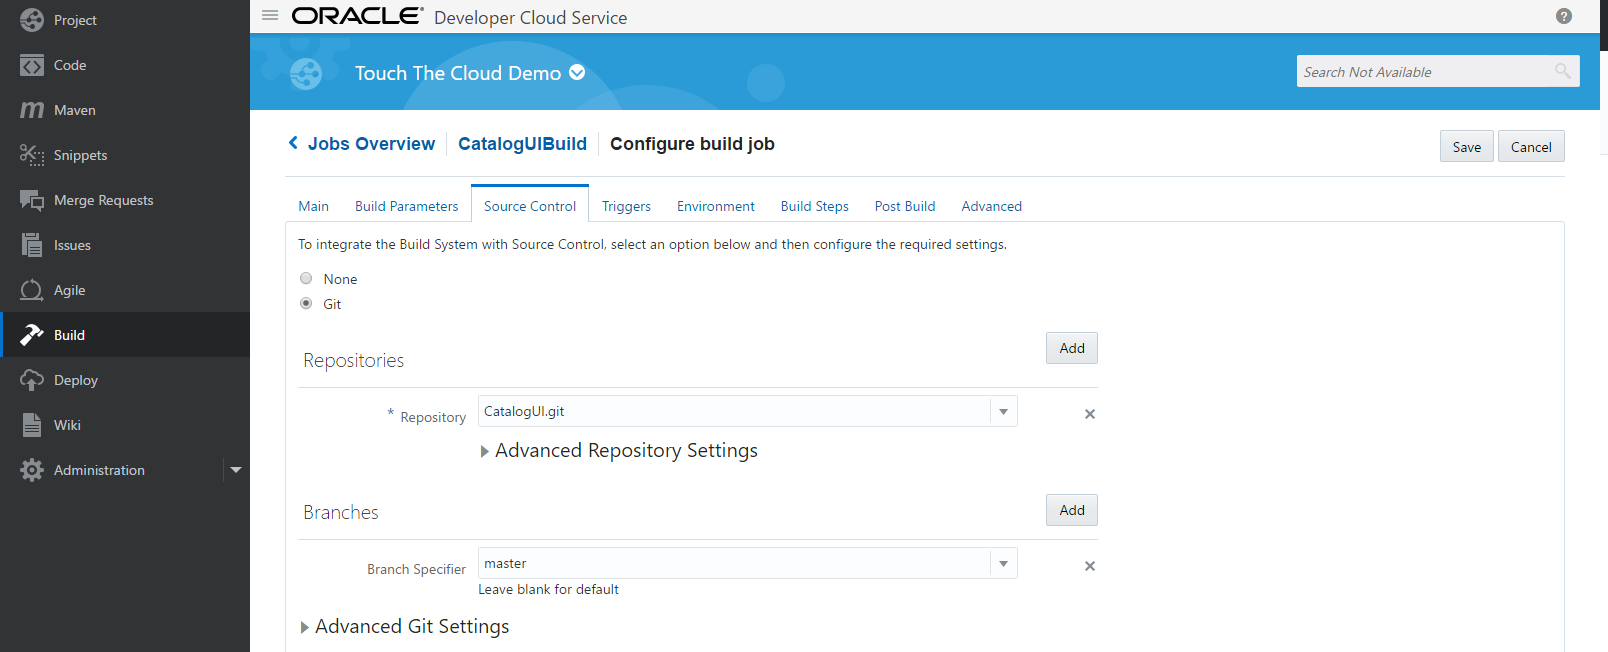 Project
Code
Maven
Snippets
Merge Requests
Issues
Agile
Build
Deploy
Wiki
Administration
ORACLE® Developer Cloud Service
Touch The Cloud Demo
Search Not Available
Jobs Overview CatalogUIBuild Configure build job
Save Cancel
Main Build Parameters Source Control Triggers Environment Build Steps Post Build Advanced
To integrate the Build System with Source Control, select an option below and then configure the required settings.
None
Git
Repositories Add
* Repository CatalogUI.git
Advanced Repository Settings
Branches Add
Branch Specifier master
Leave blank for default
Advanced Git Settings